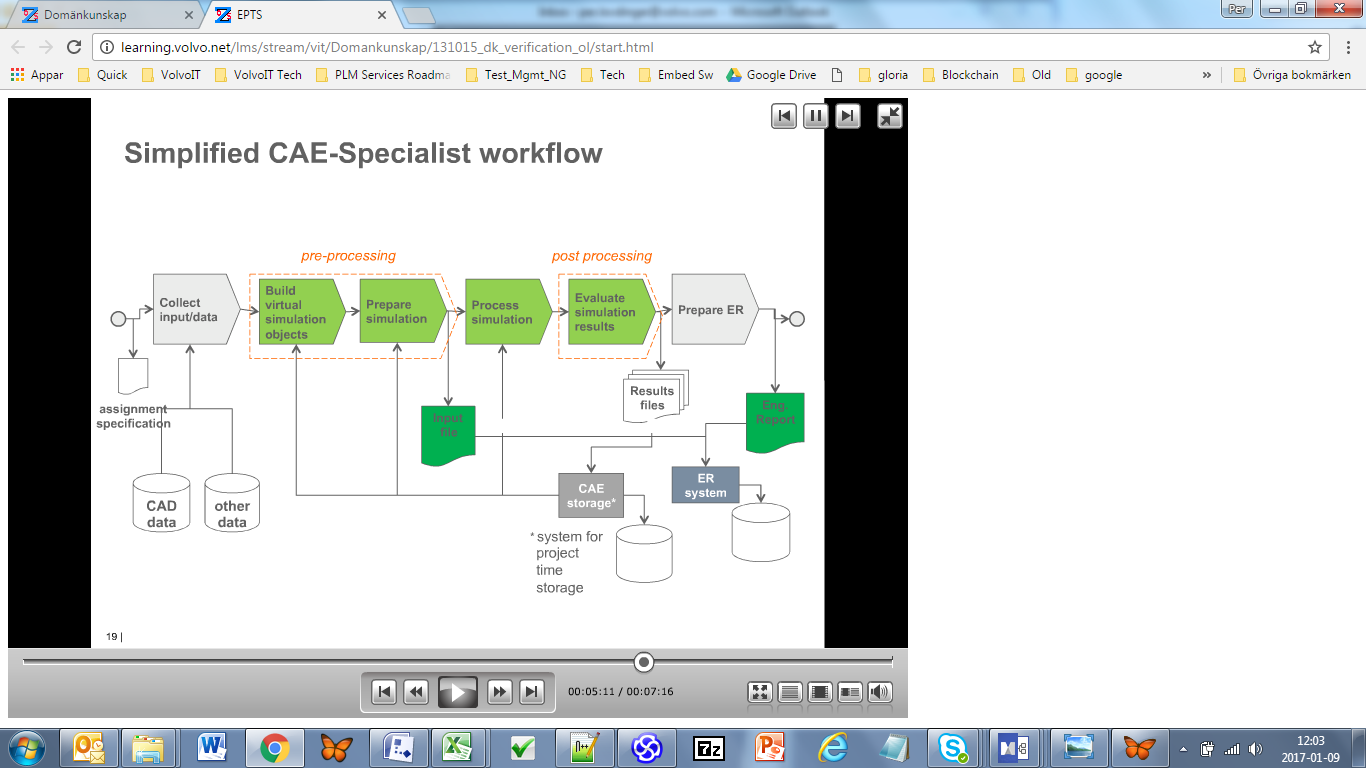 Domänkunskap
EPTS
Per
learning.volvo.net/lms/stream/vit/Domankunskap/131015_dk_verification_ol/start.html
Appar
Quick
VolvoIT
VolvoIT Tech
PLM Services Roadma
Test_Mgmt_NG
Tech
Embed Sw
Google Drive
gloria
Blockchain
Old
google
»
Övriga bokmärken
Simplified CAE-Specialist workflow
pre-processing
post processing
Collect
input/data
Build
virtual
simulation
objects
Prepare
simulation
Process
simulation
Evaluate
simulation
results
Prepare ER
assignment
specification
Input
file
Results
files
Eng.
Report
CAD
data
other
data
CAE
storage*
ER
system
* system for
project
time
storage
19 |
00:05:11 / 00:07:16
12:03
2017-01-09